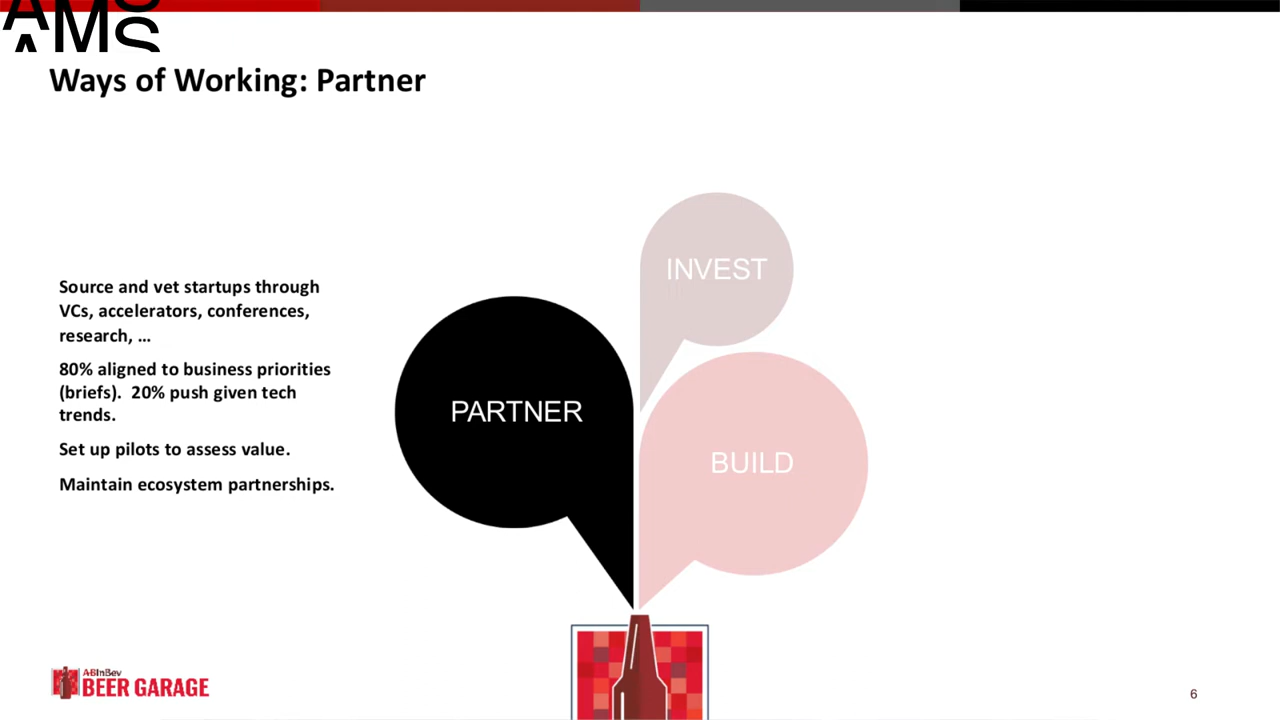 AMS
Ways of Working: Partner
Source and vet startups through
VCs, accelerators, conferences,
research, ...
80% aligned to business priorities
(briefs).  20% push given tech
trends.
Set up pilots to assess value.
Maintain ecosystem partnerships.
INVEST
PARTNER
BUILD
ABInBev
BEER GARAGE
6